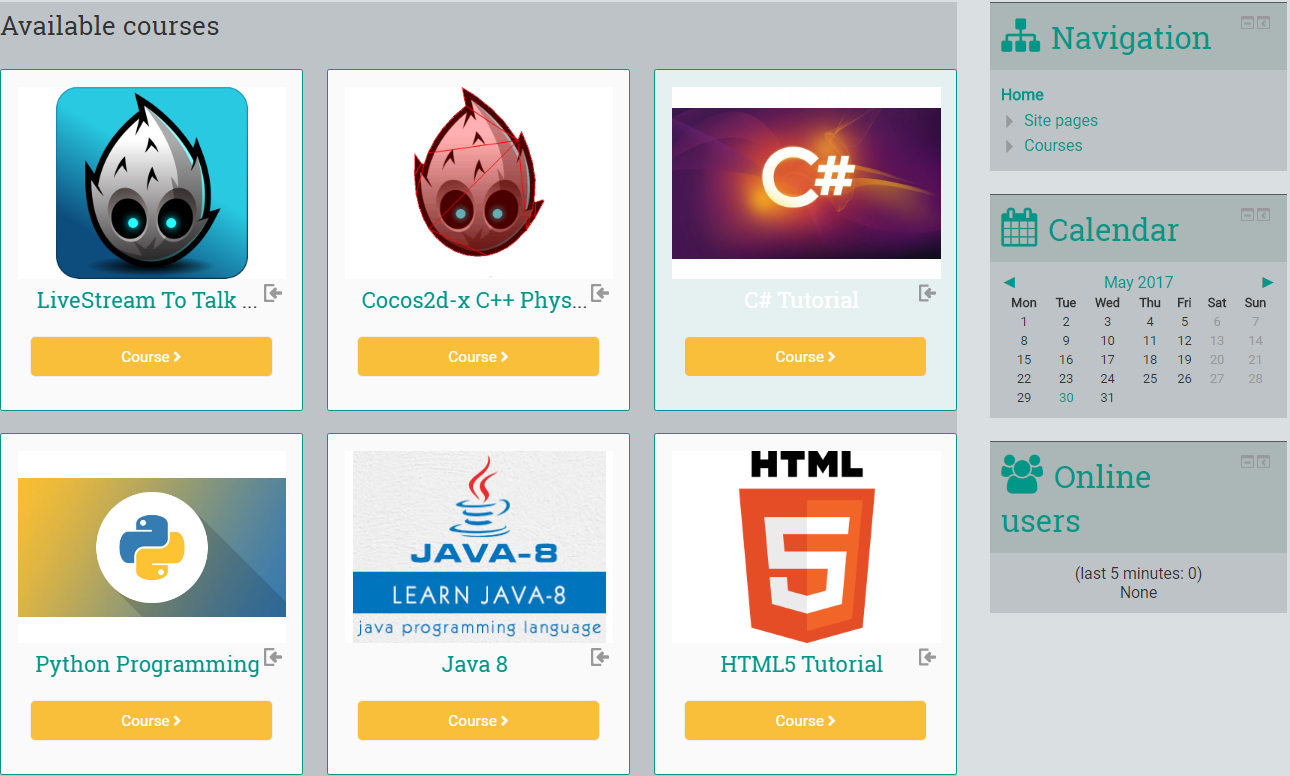 Available courses
LiveStream To Talk ...
Course
Cocos2d-x C++ Phys...
Course
C#
C# Tutorial
Course
Python Programming
Course
JAVA-8
LEARN JAVA-8
java programming language
Java 8
Course
HTML
5
HTML5 Tutorial
Course
Navigation
Home
Site pages
Courses
Calendar
May 2017
Mon Tue Wed Thu Fri Sat Sun
1 2 3 4 5 6 7
8 9 10 11 12 13 14
15 16 17 18 19 20 21
22 23 24 25 26 27 28
29 30 31
Online
users
(last 5 minutes: 0)
None